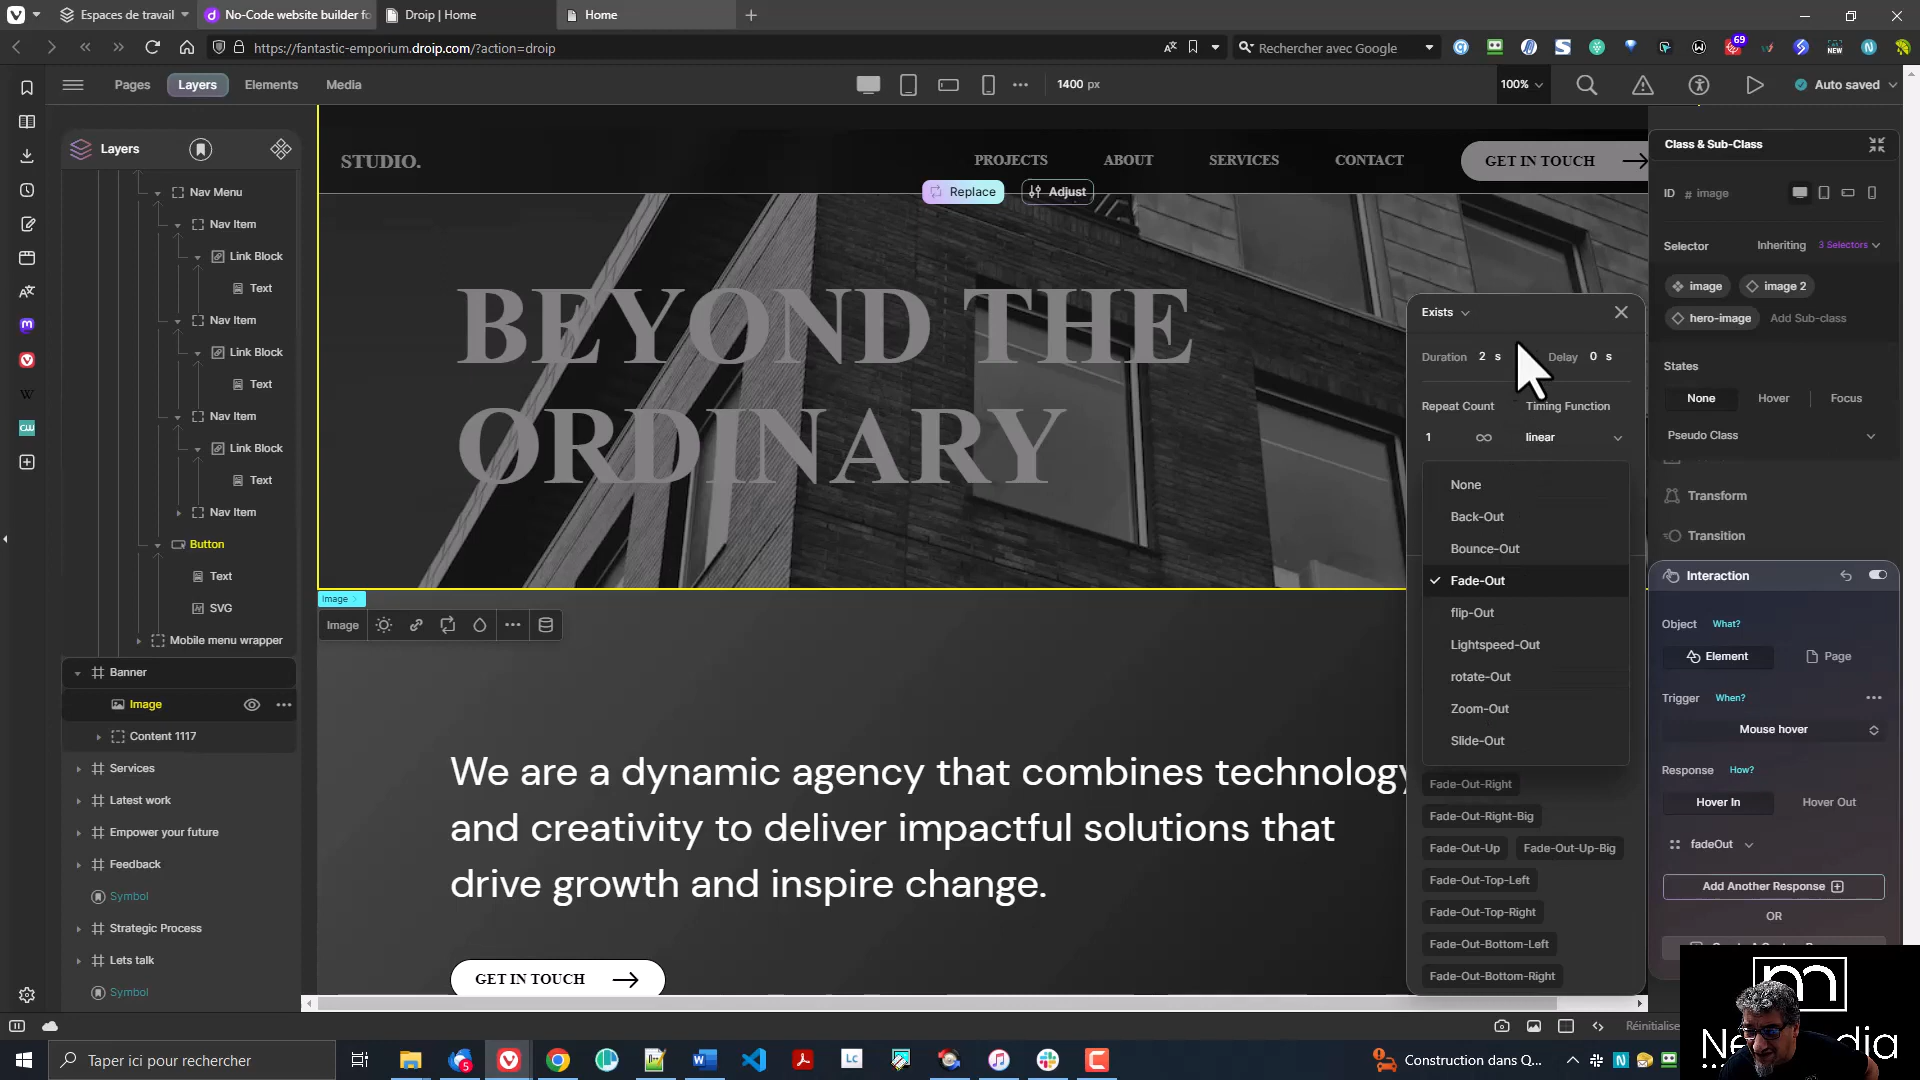 Espaces de travail
No-Code website builder fo
Droip | Home
Home
https://fantastic-emporium.droip.com/?action=droip
Rechercher avec Google
69
NEW
Pages
Layers
Elements
Media
1400 px
100%
Auto saved
Layers
Nav Menu
Nav Item
Link Block
Text
Nav Item
Link Block
Text
Nav Item
Link Block
Text
Nav Item
Button
Text
SVG
Mobile menu wrapper
Banner
Image
Content 1117
Services
Latest work
Empower your future
Feedback
Symbol
Strategic Process
Lets talk
Symbol
STUDIO.
PROJECTS
ABOUT
SERVICES
CONTACT
GET IN TOUCH
Replace
Adjust
BEYOND THE
ORDINARY
Image
Image
We are a dynamic agency that combines technology
and creativity to deliver impactful solutions that
drive growth and inspire change.
GET IN TOUCH
Exists
Duration 2 s
Delay 0 s
Repeat Count
Timing Function
1
linear
None
Back-Out
Bounce-Out
Fade-Out
flip-Out
Lightspeed-Out
rotate-Out
Zoom-Out
Slide-Out
Fade-Out-Right
Fade-Out-Right-Big
Fade-Out-Up
Fade-Out-Up-Big
Fade-Out-Top-Left
Fade-Out-Top-Right
Fade-Out-Bottom-Left
Fade-Out-Bottom-Right
Class & Sub-Class
ID # image
Selector
Inheriting
3 Selectors
image
image 2
hero-image
Add Sub-class
States
None
Hover
Focus
Pseudo Class
Transform
Transition
Interaction
Object What?
Element
Page
Trigger When?
Mouse hover
Response How?
Hover In
Hover Out
fadeOut
Add Another Response
OR
Réinitialise
Taper ici pour rechercher
5
LC
Construction dans Q...